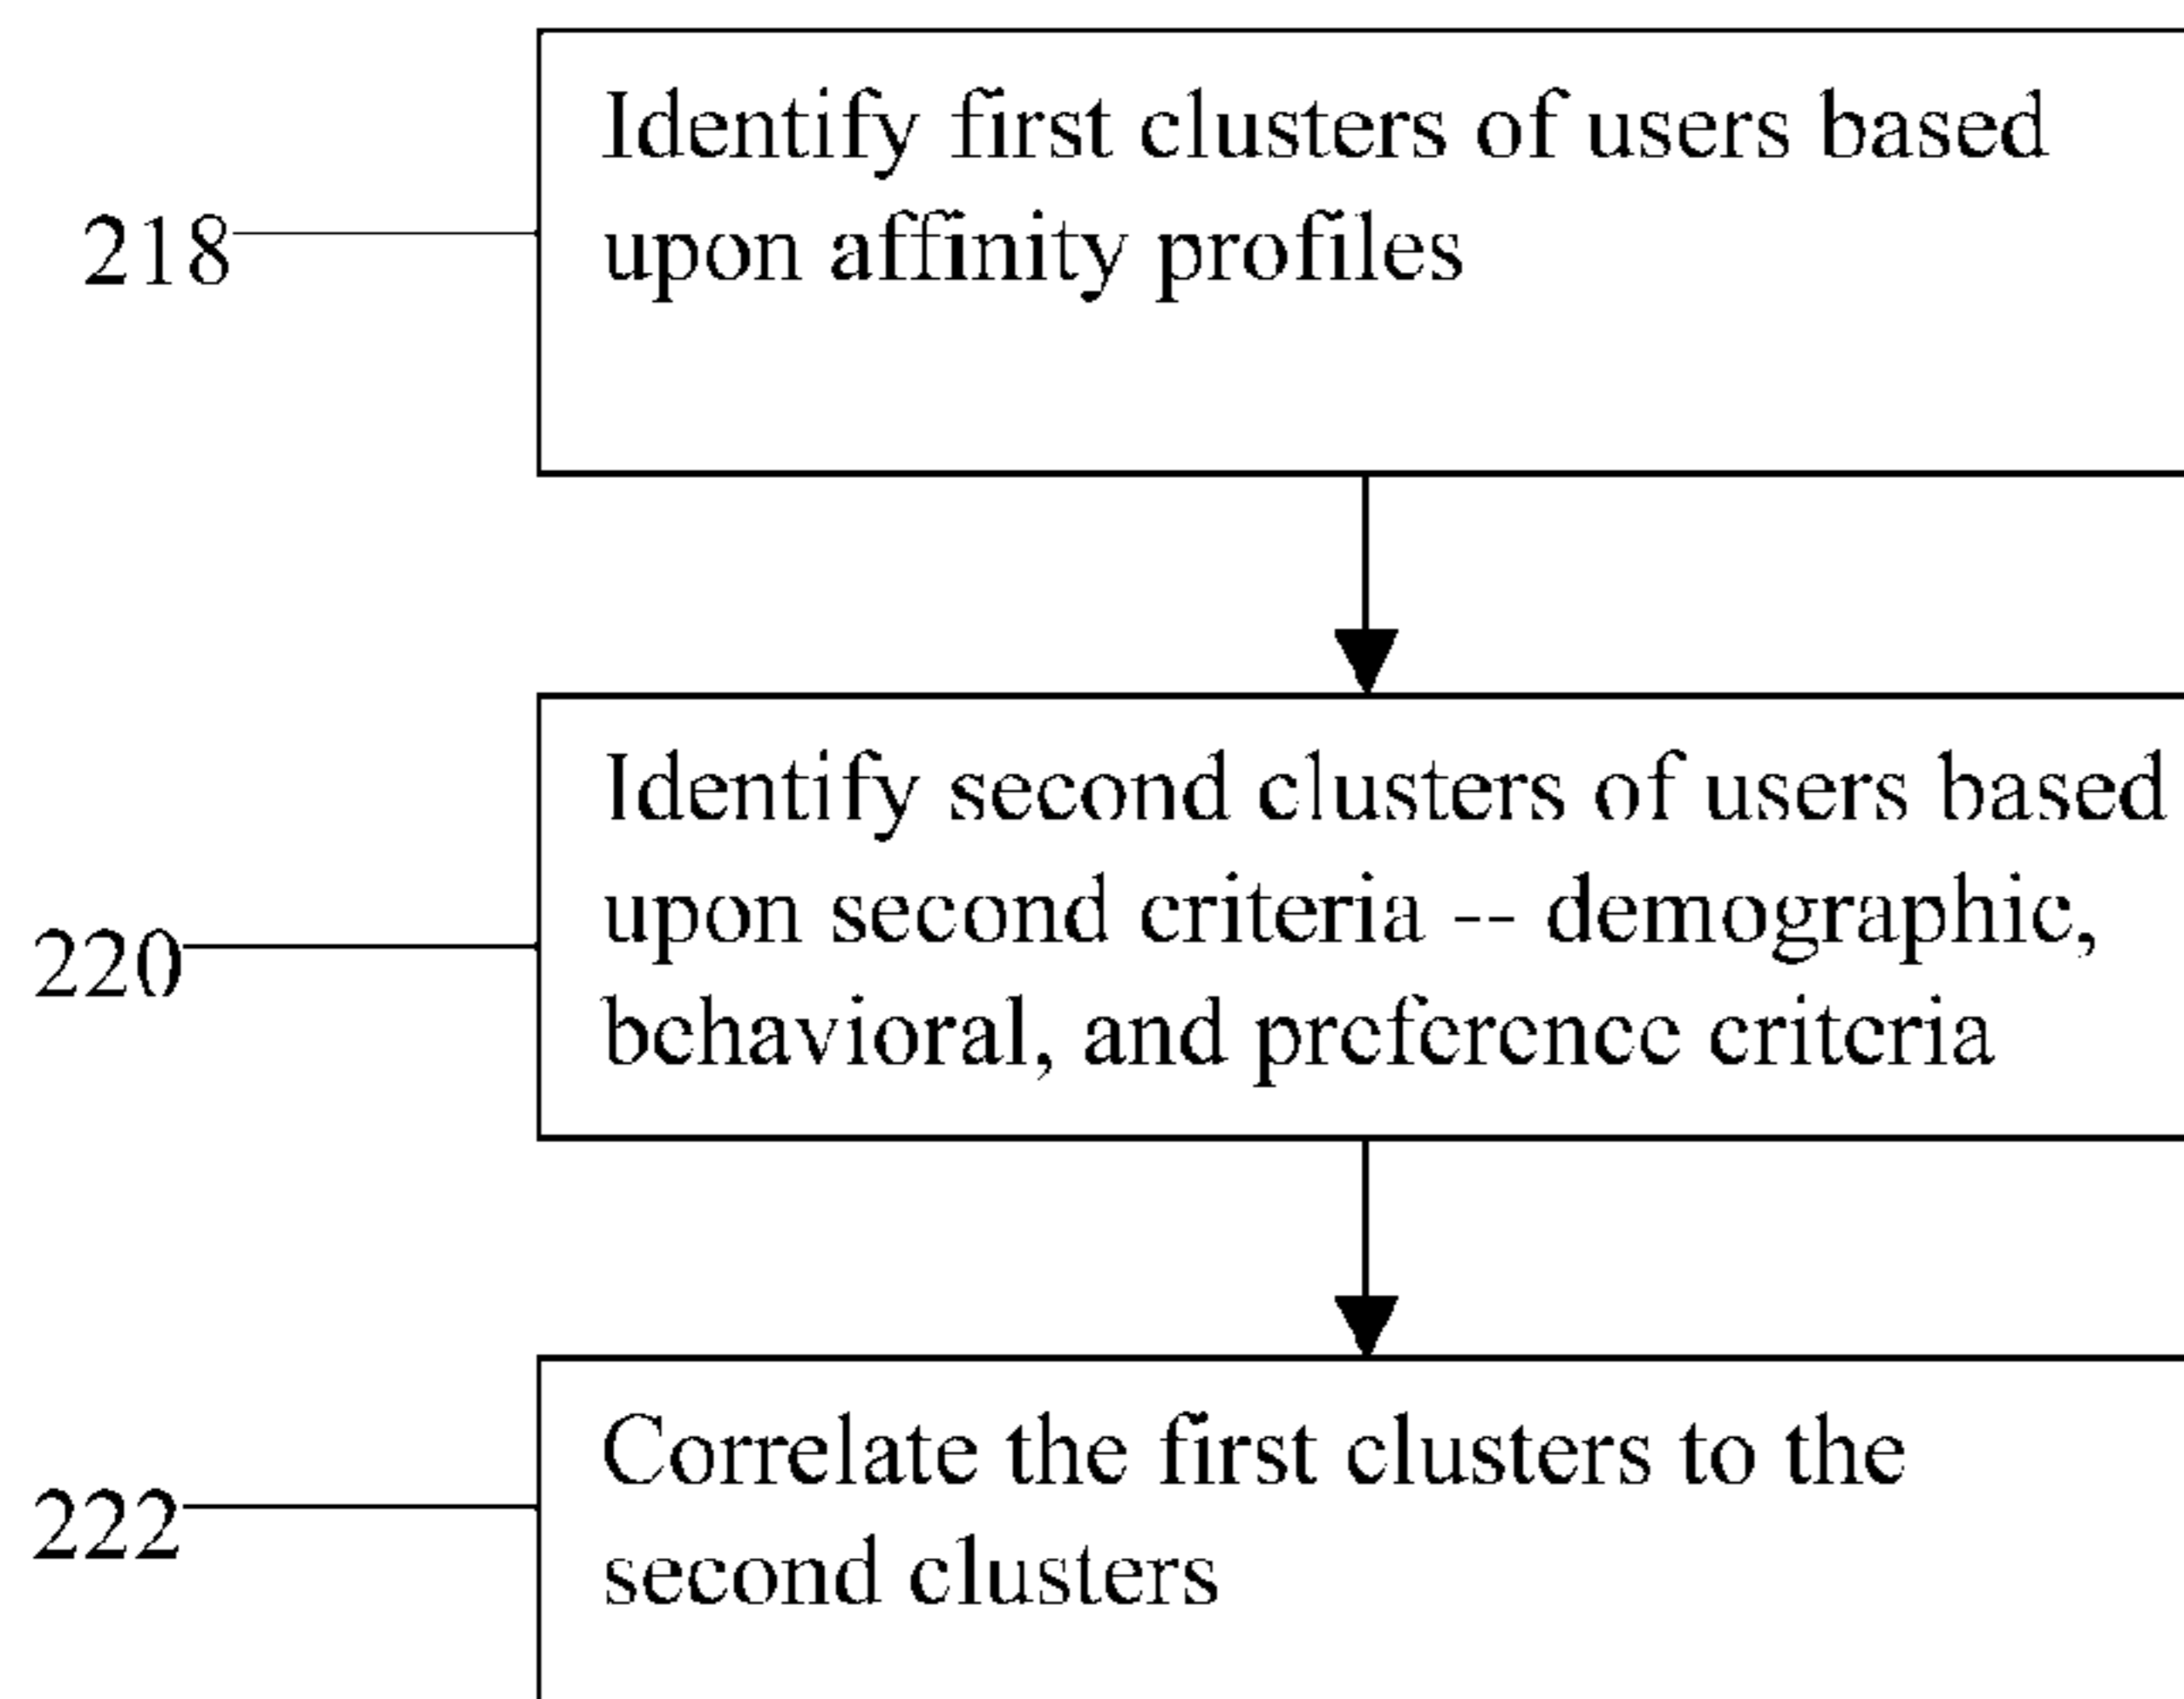 Identify first clusters of users based
upon affinity profiles
218
Identify second clusters of users based
upon second criteria -- demographic,
behavioral, and preference criteria
220
Correlate the first clusters to the
second clusters
222